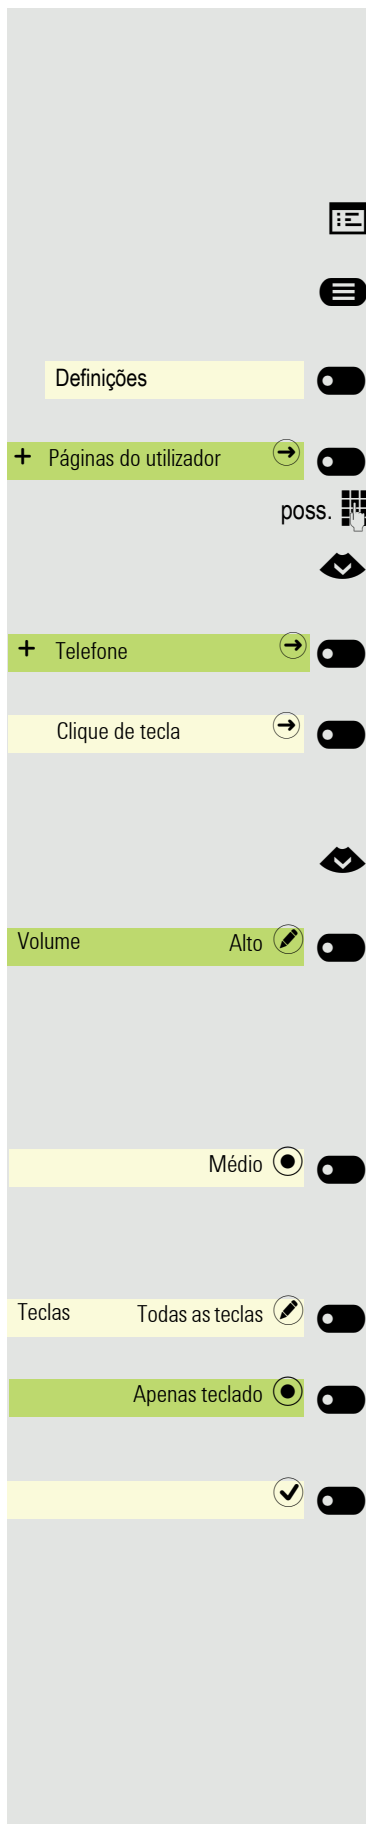 Definições
+ Páginas do utilizador
poss.
+ Telefone
Clique de tecla
Volume Alto
Médio
Teclas Todas as teclas
Apenas teclado